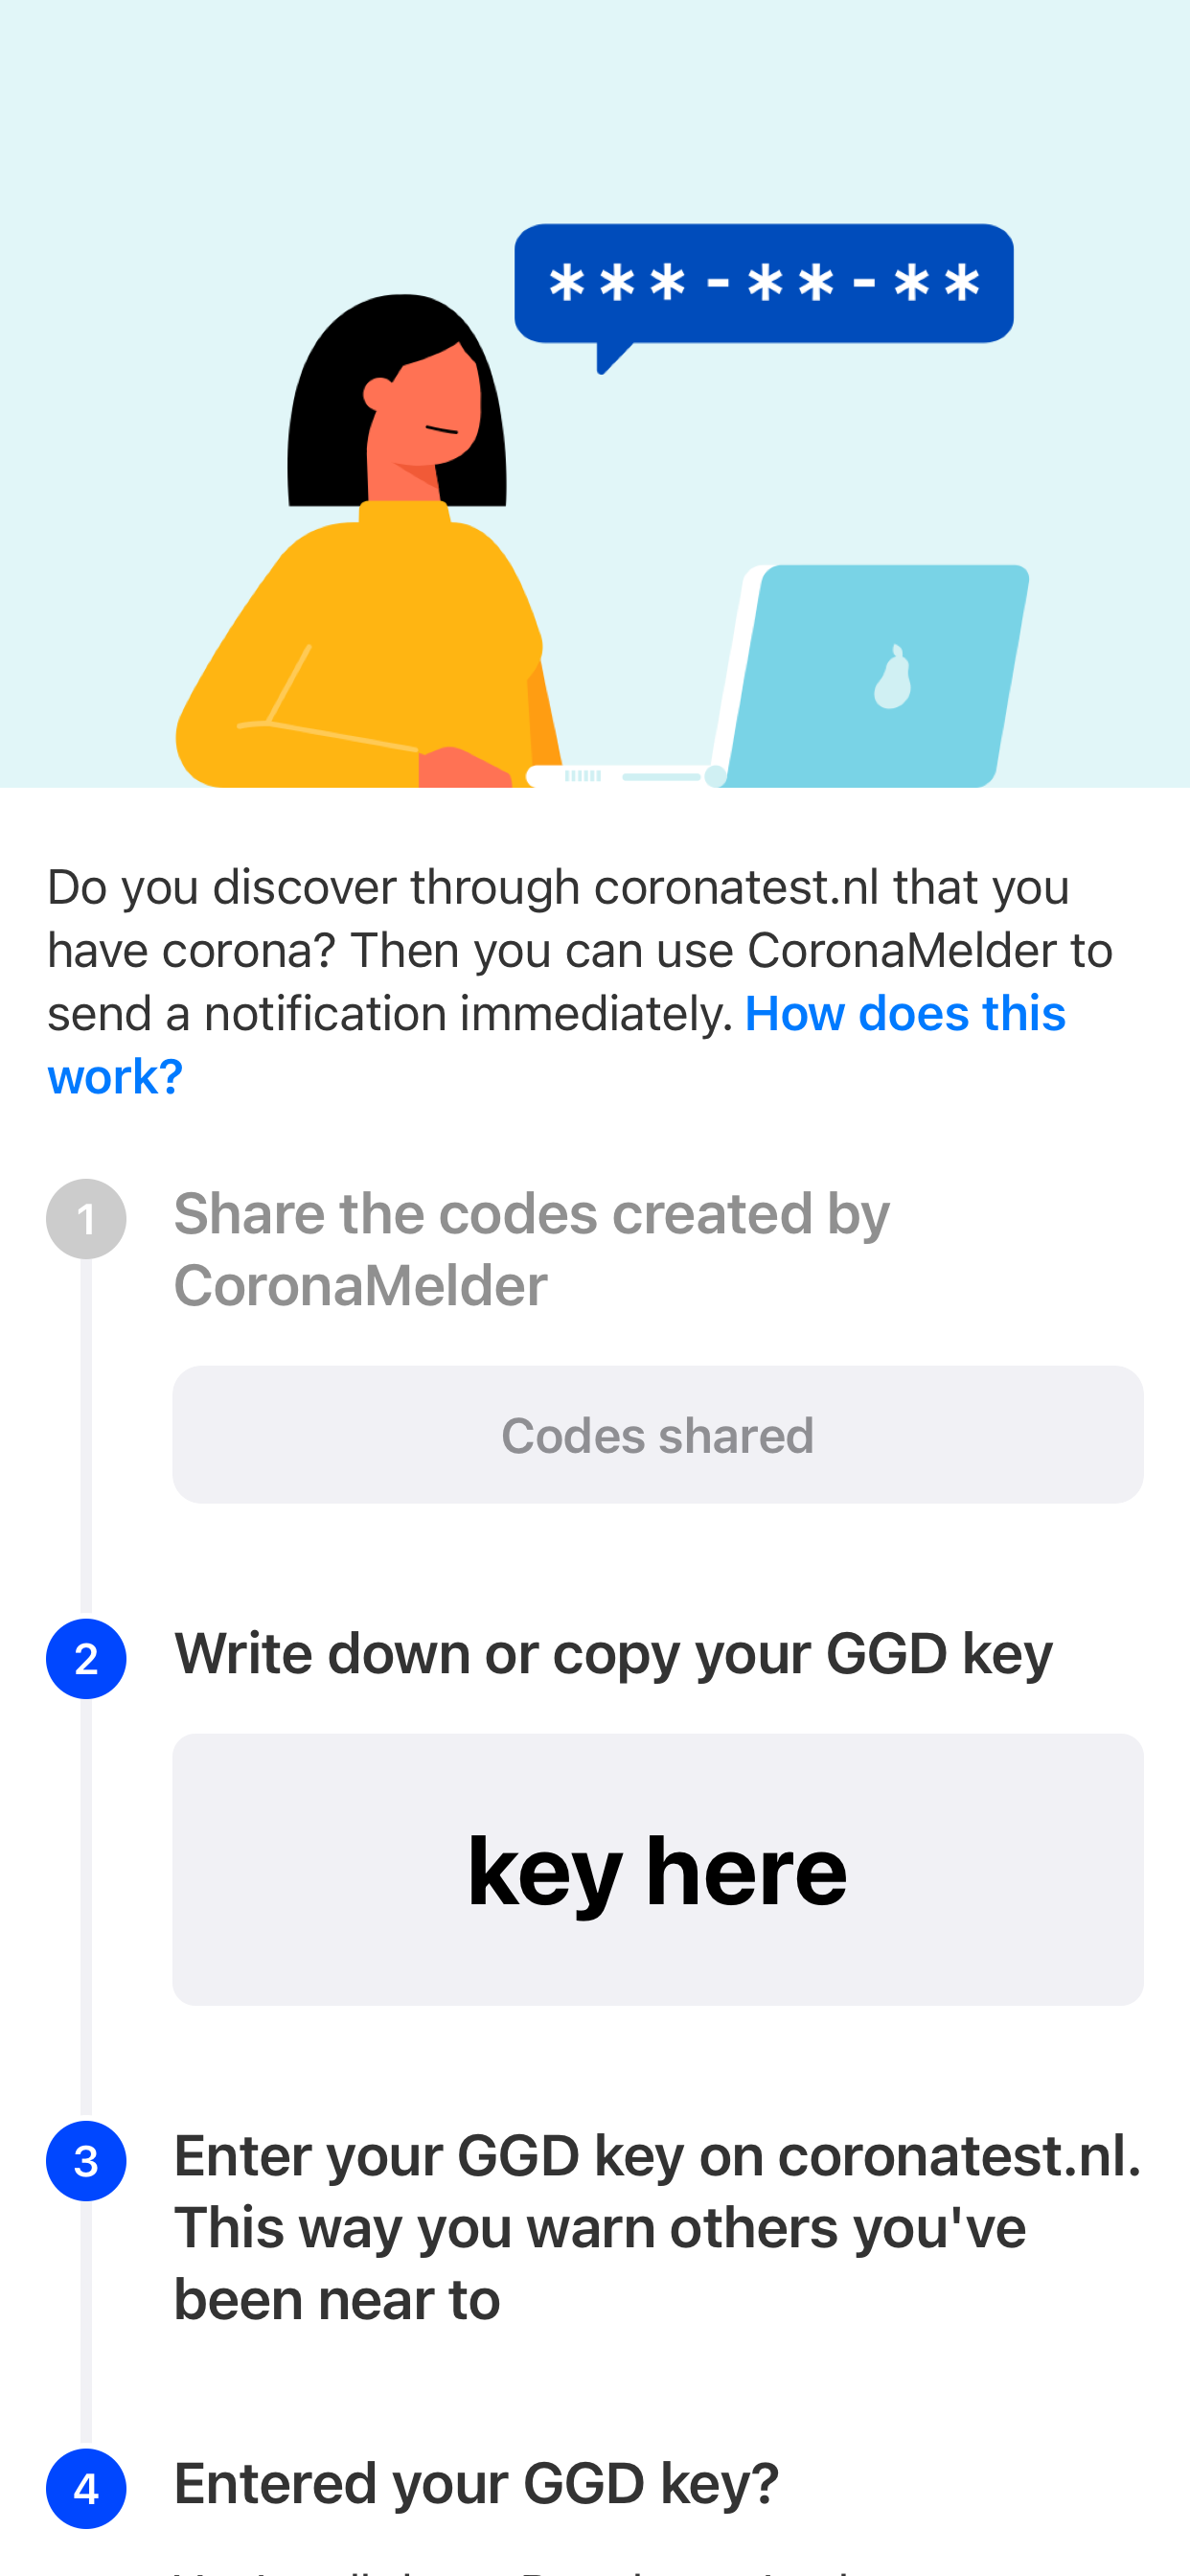 ***-**-**
Do you discover through coronatest.nl that you
have corona? Then you can use CoronaMelder to
send a notification immediately. How does this
work?
1
Share the codes created by
CoronaMelder
Codes shared
2
Write down or copy your GGD key
key here
3
Enter your GGD key on coronatest.nl.
This way you warn others you've
been near to
4
Entered your GGD key?